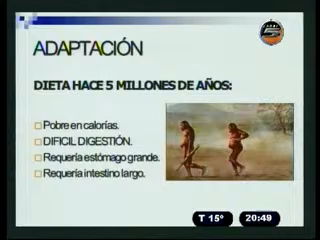 ADAPTACIÓN
DIETA HACE 5 MILLONES DE AÑOS:
Pobre en calorías.
DIFICIL DIGESTIÓN.
Requería estómago grande.
Requería intestino largo.
T 15° 20:49